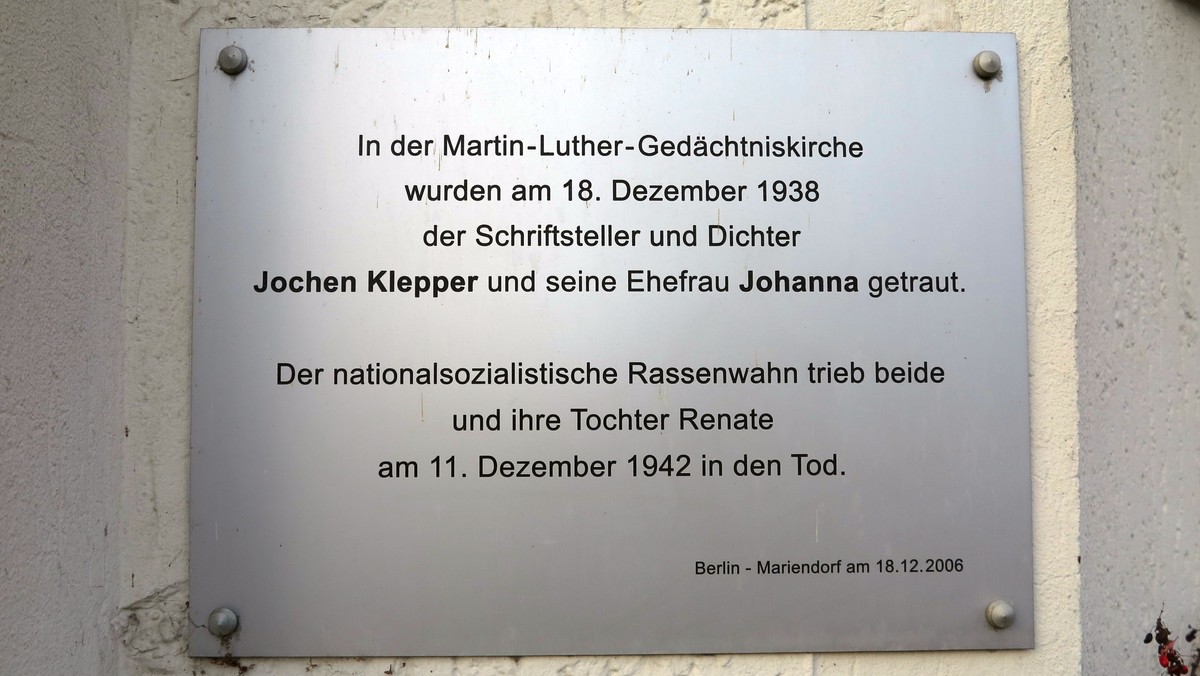 In der Martin-Luther-Gedächtniskirche
wurden am 18. Dezember 1938
der Schriftsteller und Dichter
Jochen Klepper und seine Ehefrau Johanna getraut.
Der nationalsozialistische Rassenwahn trieb beide
und ihre Tochter Renate
am 11. Dezember 1942 in den Tod.
Berlin - Mariendorf am 18.12.2006